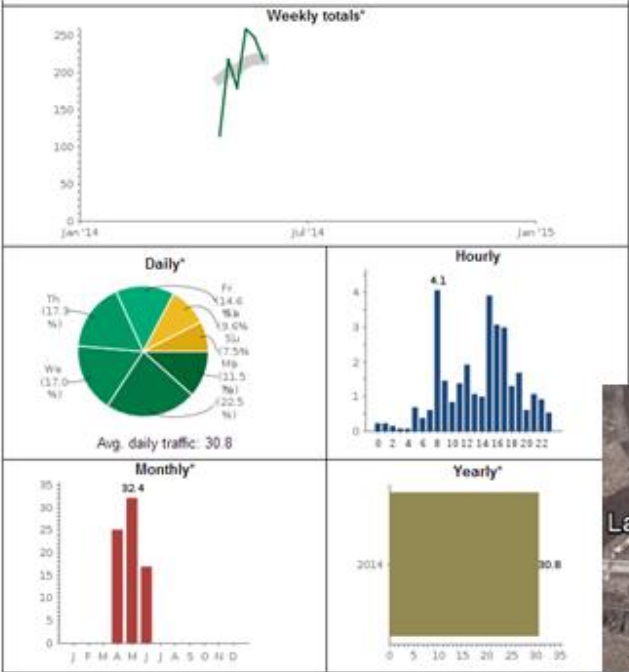 Weekly totals*
250
200
150
100
50
0
Jan '14 Jul '14 Jan '15
Daily*
Fr
(14.6
(9.6%
Su
(7.5%
(11.5
(22.5
%)
We
(17.0
%)
Th
(17.3
%)
Avg. daily traffic: 30.8
Hourly
4.1
4
3
2
1
0
0 2 4 6 8 10 12 14 16 18 20 22
Monthly*
32.4
35
30
25
20
15
10
5
0
J F M A M J J A S O N D
Yearly*
2014
30.8
0 5 10 15 20 25 30 35
La